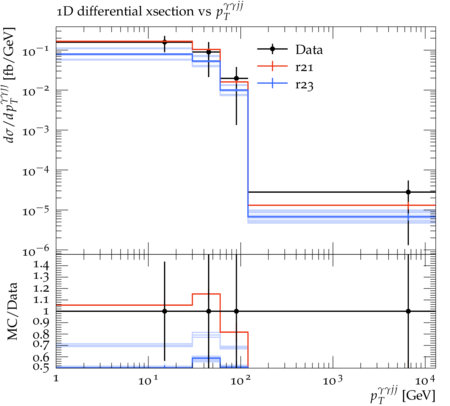 1D differential xsection vs p_T^{γγjj}
dσ/dp_T^{γγjj} [fb/GeV]
10^{-1}
10^{-2}
10^{-3}
10^{-4}
10^{-5}
10^{-6}
Data
r21
r23
MC/Data
1.4
1.3
1.2
1.1
1
0.9
0.8
0.7
0.6
0.5
1 10^1 10^2 10^3 10^4
p_T^{γγjj} [GeV]